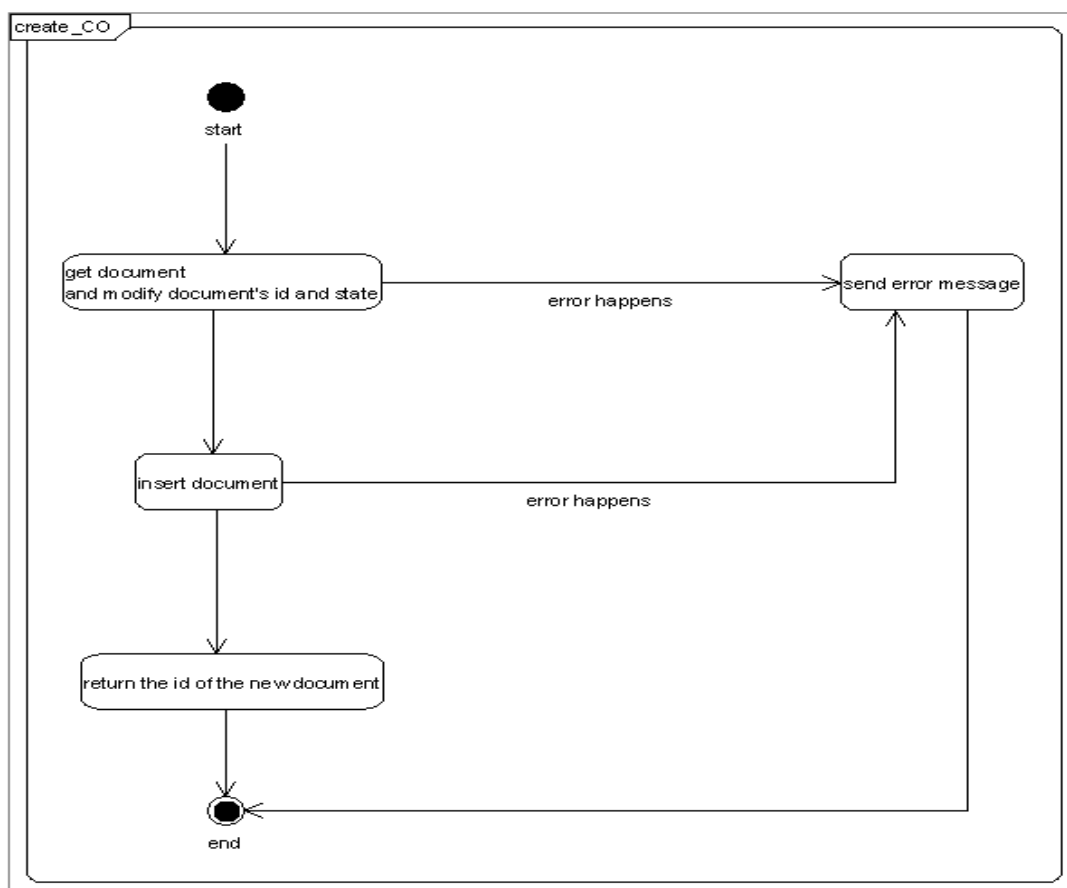 create_CO
start
get document
and modify document's id and state
error happens
send error message
insert document
error happens
return the id of the new document
end